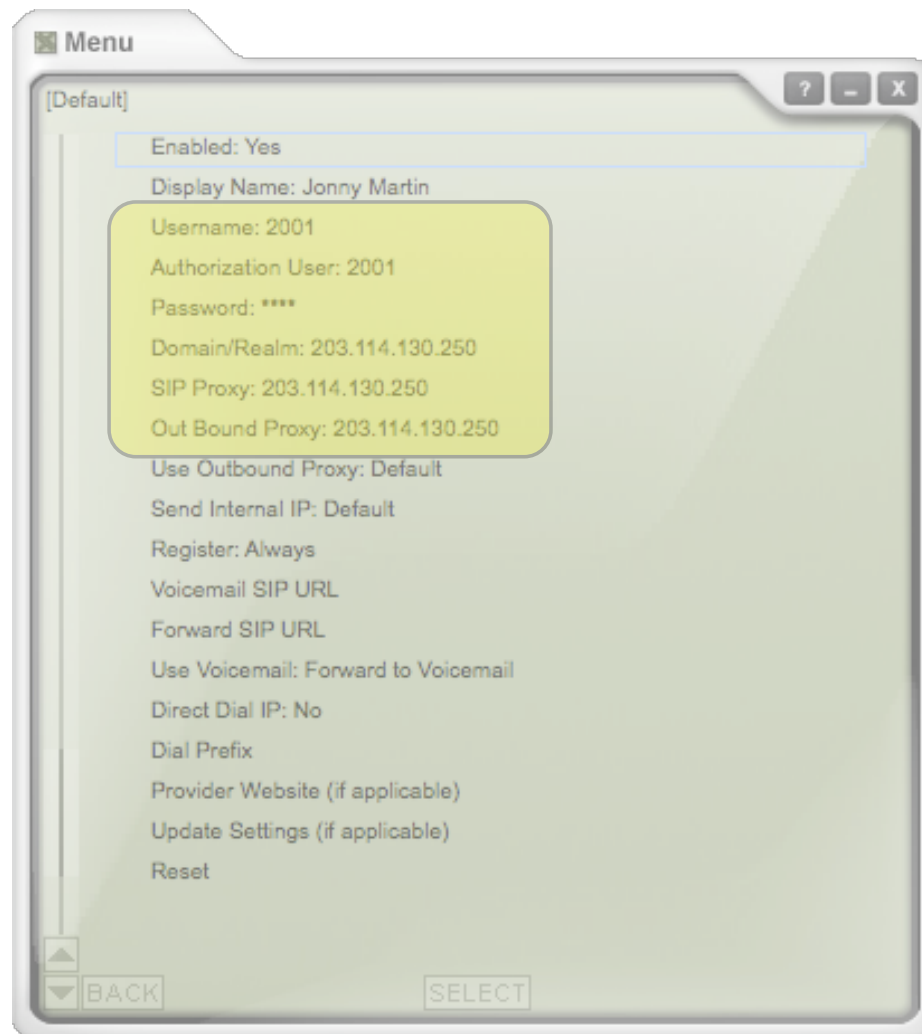 Menu
? – X
[Default]
Enabled: Yes
Display Name: Jonny Martin
Username: 2001
Authorization User: 2001
Password: ****
Domain/Realm: 203.114.130.250
SIP Proxy: 203.114.130.250
Out Bound Proxy: 203.114.130.250
Use Outbound Proxy: Default
Send Internal IP: Default
Register: Always
Voicemail SIP URL
Forward SIP URL
Use Voicemail: Forward to Voicemail
Direct Dial IP: No
Dial Prefix
Provider Website (if applicable)
Update Settings (if applicable)
Reset
BACK SELECT